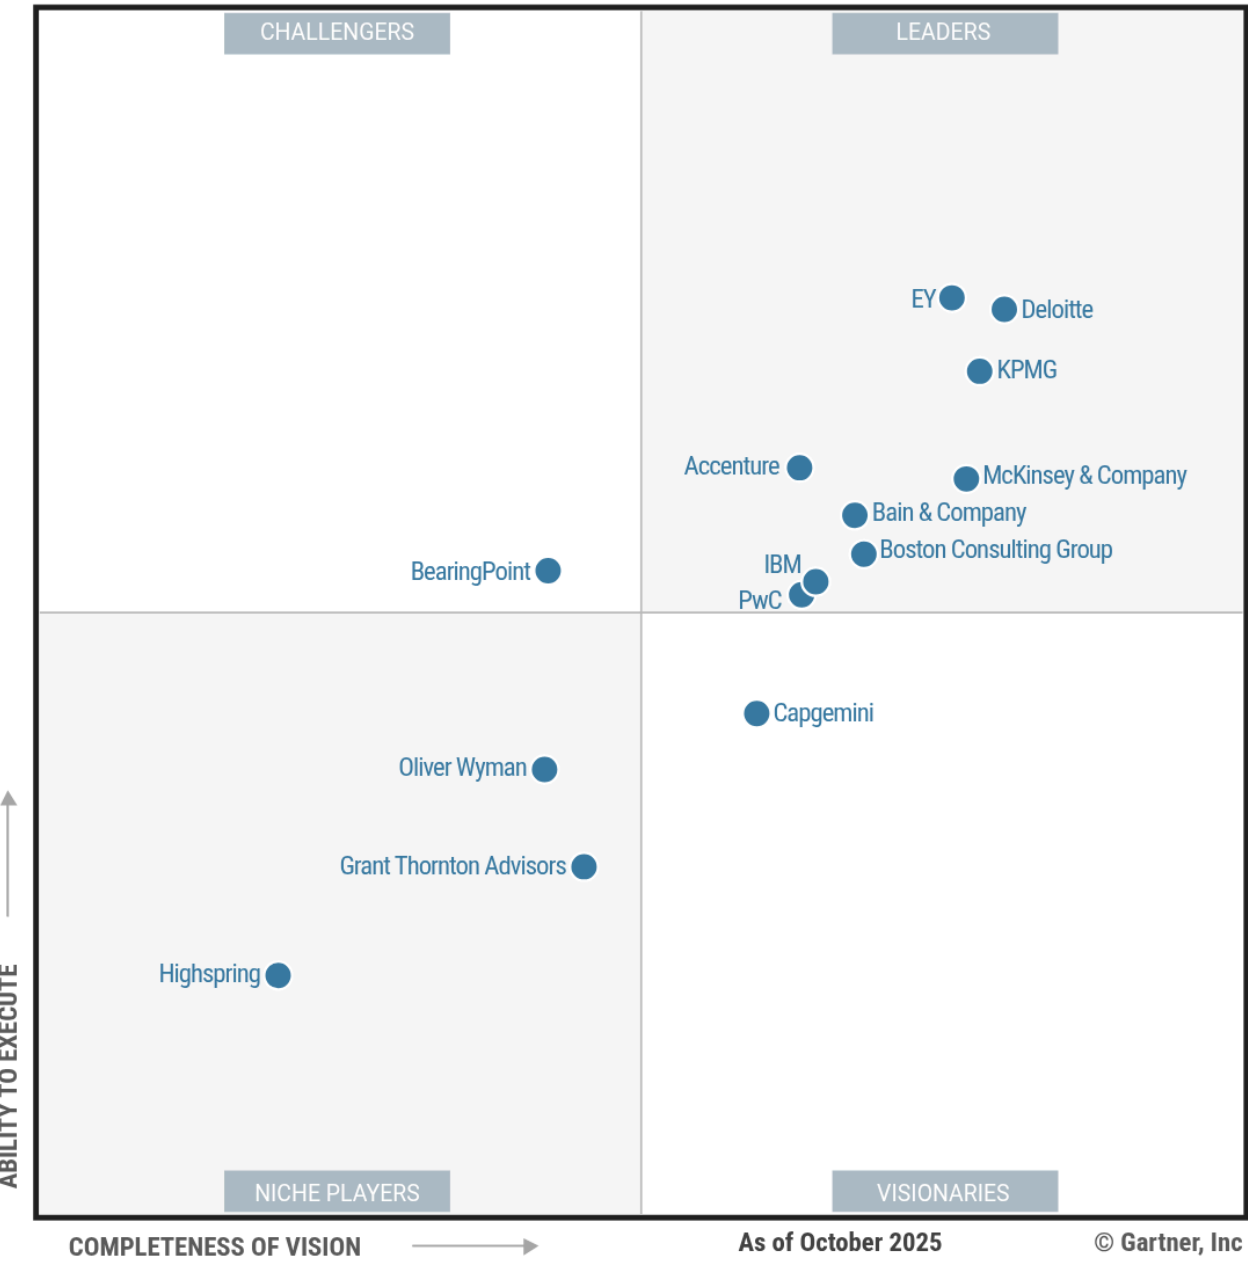 CHALLENGERS
LEADERS
EY
Deloitte
KPMG
Accenture
McKinsey & Company
Bain & Company
Boston Consulting Group
IBM
BearingPoint
PwC
Capgemini
Oliver Wyman
Grant Thornton Advisors
Highspring
ABILITY TO EXECUTE
NICHE PLAYERS
VISIONARIES
COMPLETENESS OF VISION
As of October 2025
© Gartner, Inc